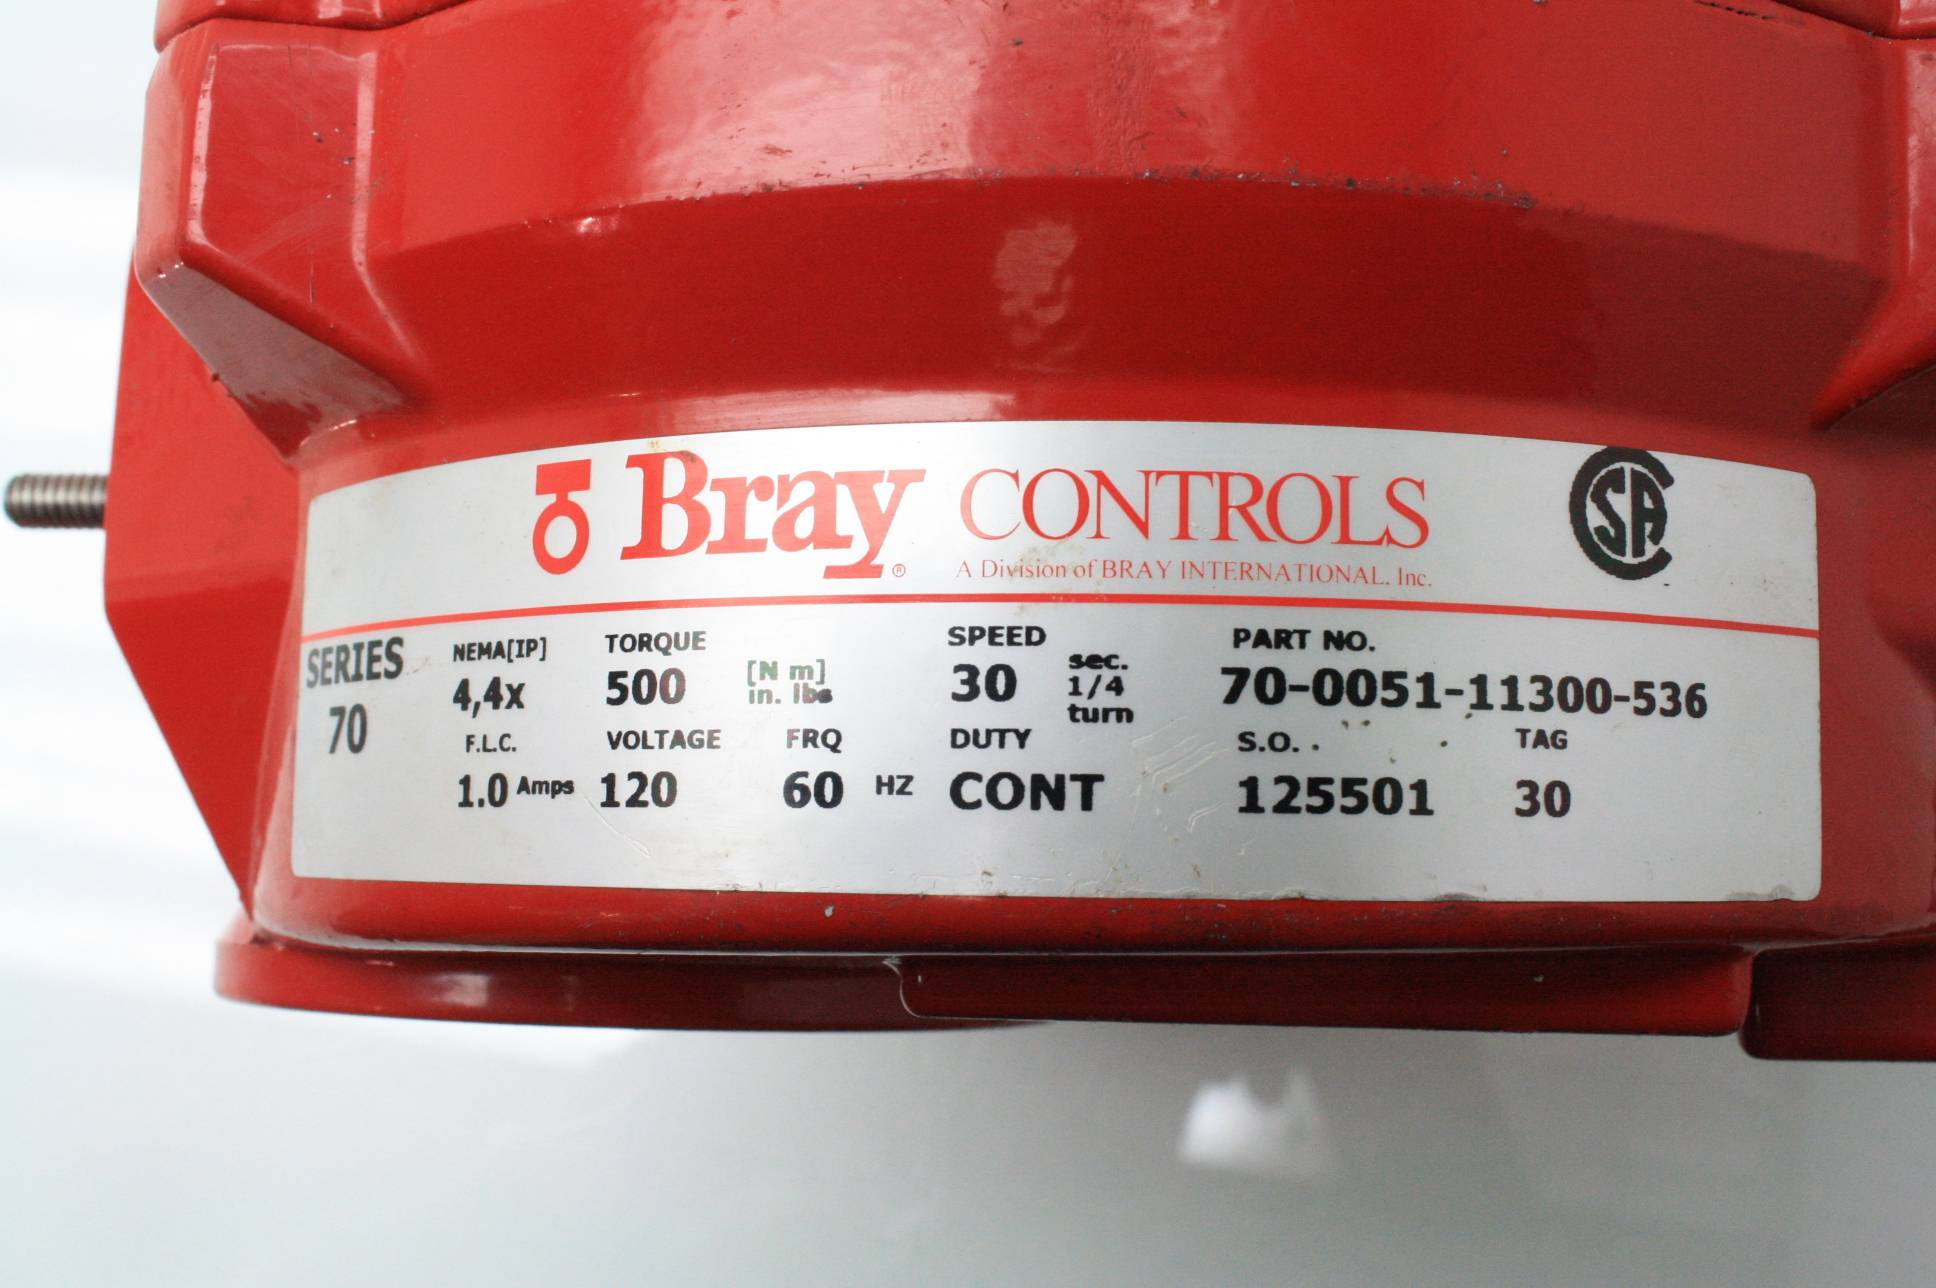 Bray® CONTROLS
A Division of BRAY INTERNATIONAL, Inc.
CSA
SERIES
70
NEMA[IP]
4,4x
TORQUE
500 [N m] in. lbs
SPEED
30 sec. 1/4 turn
PART NO.
70-0051-11300-536
F.L.C.
1.0 Amps
VOLTAGE
120
FRQ
60 HZ
DUTY
CONT
S.O.
125501
TAG
30